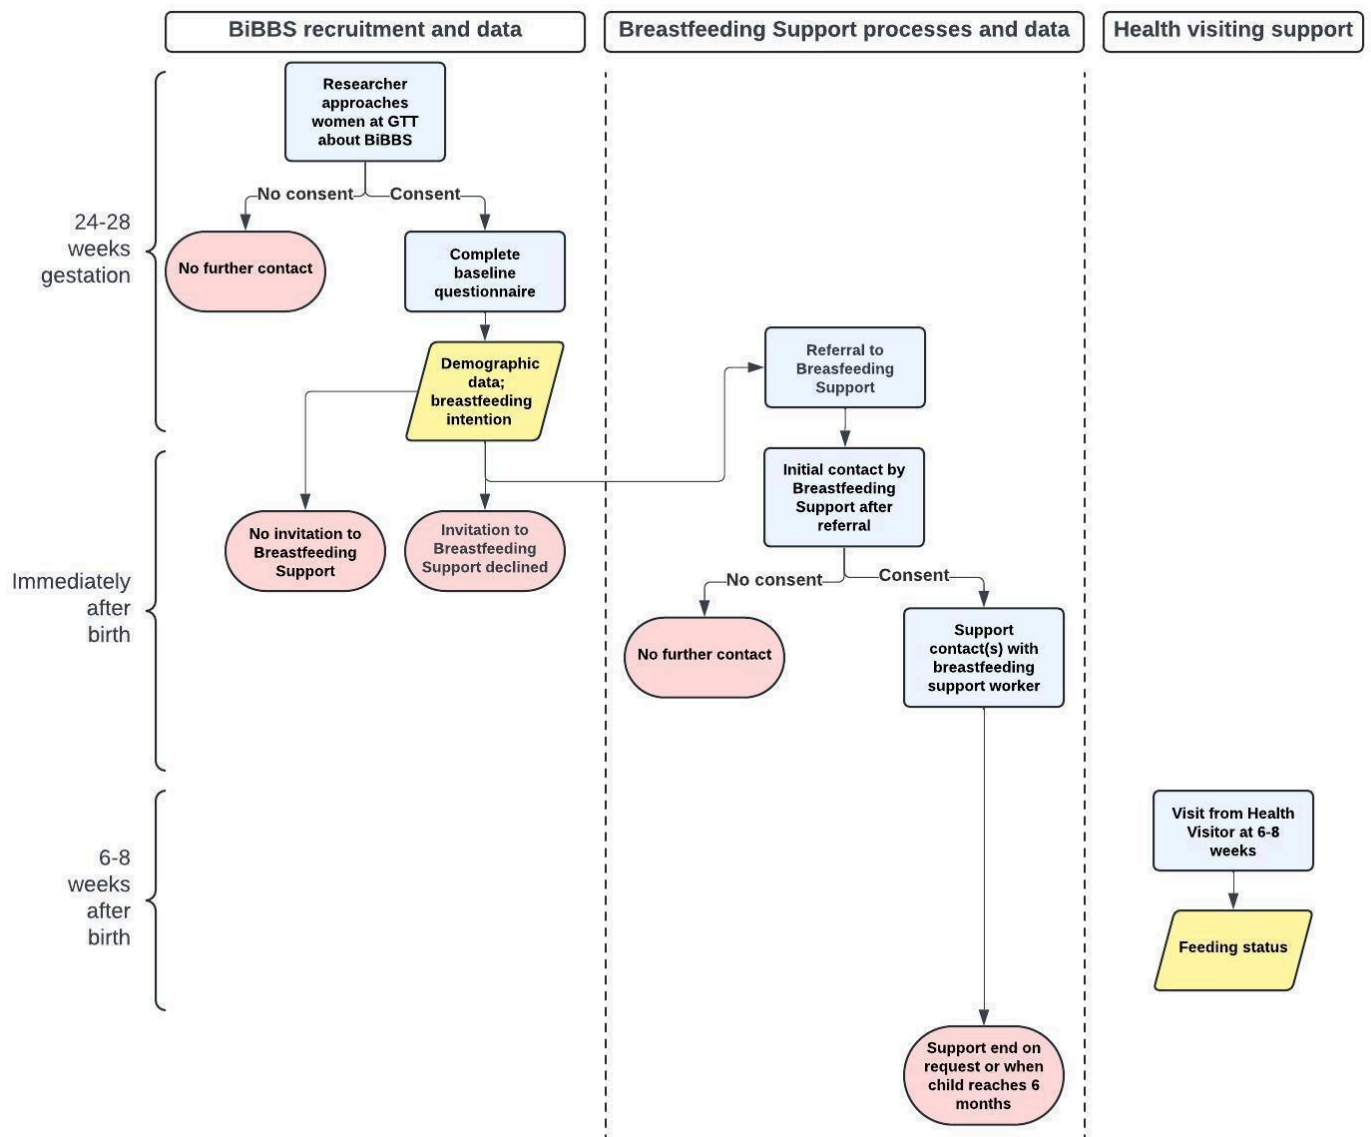 BiBBS recruitment and data
Breastfeeding Support processes and data
Health visiting support
24-28
weeks
gestation
Researcher
approaches
women at GTT
about BiBBS
No consent
Consent
No further contact
Complete
baseline
questionnaire
Demographic
data;
breastfeeding
intention
Referral to
Breasfeeding
Support
Immediately
after
birth
No invitation to
Breastfeeding
Support
Invitation to
Breastfeeding
Support declined
Initial contact by
Breastfeeding
Support after
referral
No consent
Consent
No further contact
Support
contact(s) with
breastfeeding
support worker
6-8
weeks
after
birth
Visit from Health
Visitor at 6-8
weeks
Feeding status
Support end on
request or when
child reaches 6
months